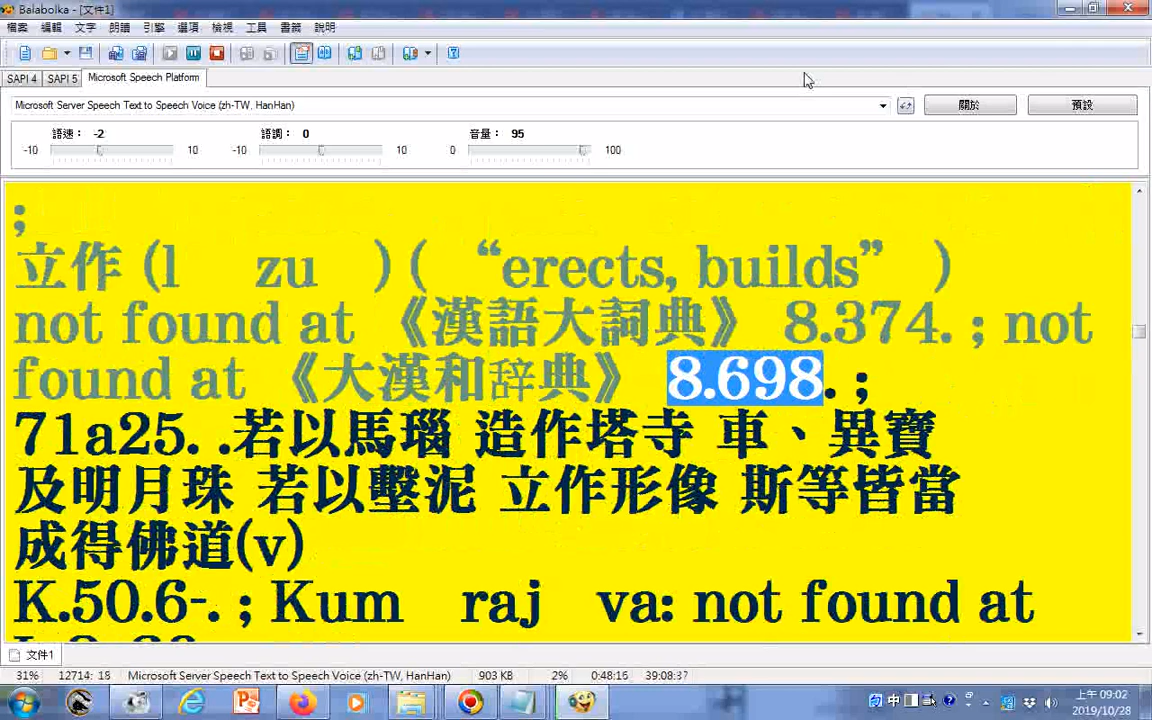 Balabolka - [文件1]
檔案 編輯 文字 朗讀 引擎 選項 檢視 工具 書籤 說明
SAPI 4 SAPI 5 Microsoft Speech Platform
Microsoft Server Speech Text to Speech Voice (zh-TW, HanHan) 關於 預設
語速： -2 語調： 0 音量： 95
-10 10 -10 10 0 100
;
立作 (l zu )( “erects, builds” )
not found at 《漢語大詞典》 8.374. ; not
found at 《大漢和辞典》 8.698. ;
71a25. .若以馬瑙 造作塔寺 車、異寶
及明月珠 若以墼泥 立作形像 斯等皆當
成得佛道(v)
K.50.6-. ; Kum raj va: not found at
文件1
31% 12714: 18 Microsoft Server Speech Text to Speech Voice (zh-TW, HanHan) 903 KB 2% 0:48:15 39:08:37
中 上午 09:02
2019/10/28